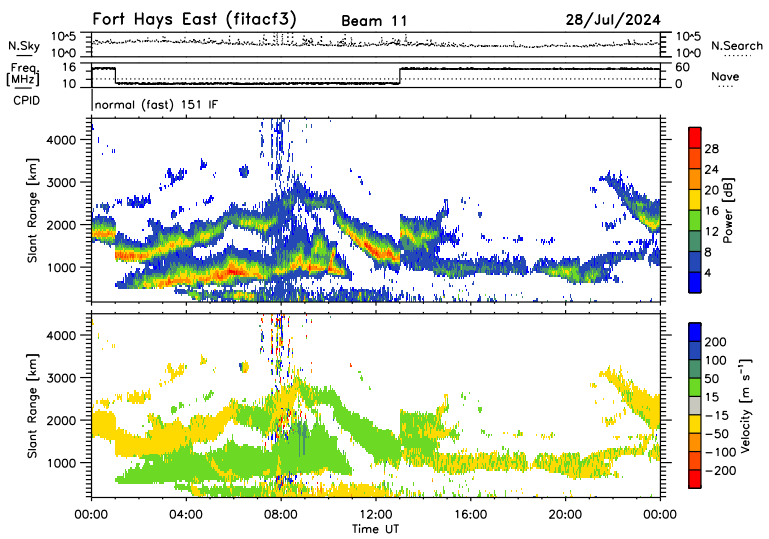 Fort Hays East (fitacf3) Beam 11 28/Jul/2024
N.Sky 10-5 10-5 N.Search
10-0 10-0
Freq. 16 60
[MHz] 10 0 Nave
CPID normal (fast) 151 IF
Slant Range [km]
4000
3000
2000
1000
28
24
20
16
12
8
4
Power [dB]
Slant Range [km]
4000
3000
2000
1000
200
100
50
15
-15
-50
-100
-200
Velocity [m s-1]
00:00 04:00 08:00 12:00 16:00 20:00 00:00
Time UT